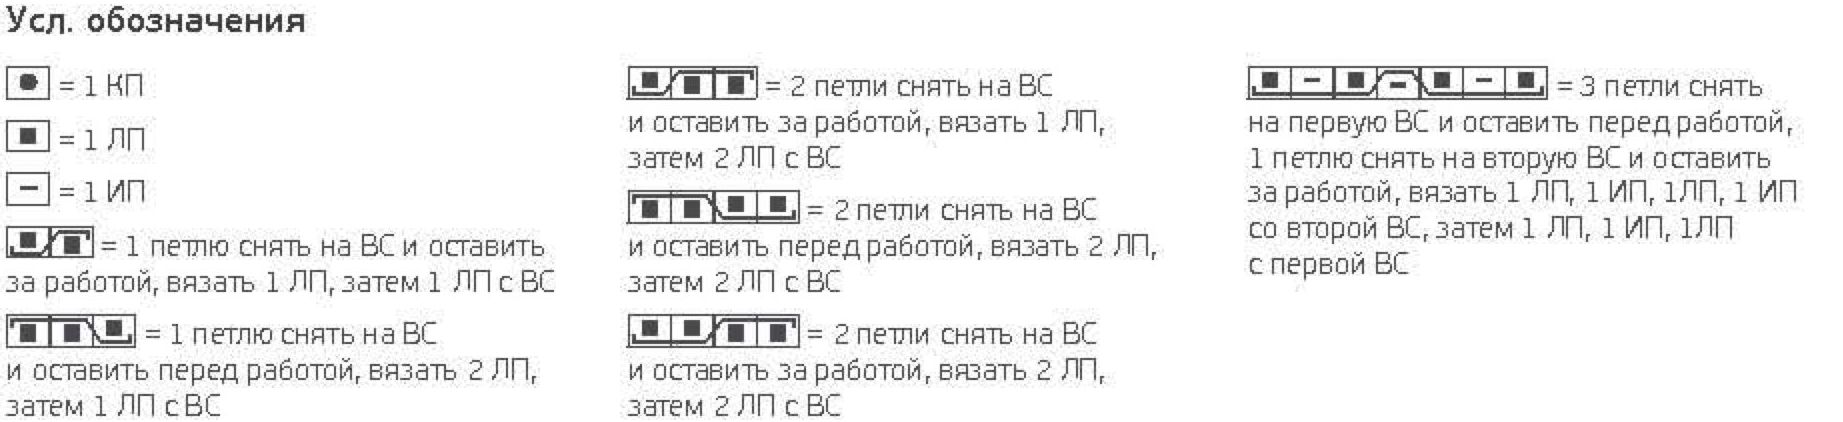 Усл. обозначения
= 1 КП
= 1 ЛП
= 1 ИП
= 1 петлю снять на ВС и оставить
за работой, вязать 1 ЛП, затем 1 ЛП с ВС
= 1 петлю снять на ВС
и оставить перед работой, вязать 2 ЛП,
затем 1 ЛП с ВС
= 2 петли снять на ВС
и оставить за работой, вязать 1 ЛП,
затем 2 ЛП с ВС
= 2 петли снять на ВС
и оставить перед работой, вязать 2 ЛП,
затем 2 ЛП с ВС
= 2 петли снять на ВС
и оставить за работой, вязать 2 ЛП,
затем 2 ЛП с ВС
= 3 петли снять
на первую ВС и оставить перед работой,
1 петлю снять на вторую ВС и оставить
за работой, вязать 1 ЛП, 1 ИП, 1ЛП, 1 ИП
со второй ВС, затем 1 ЛП, 1 ИП, 1ЛП
с первой ВС